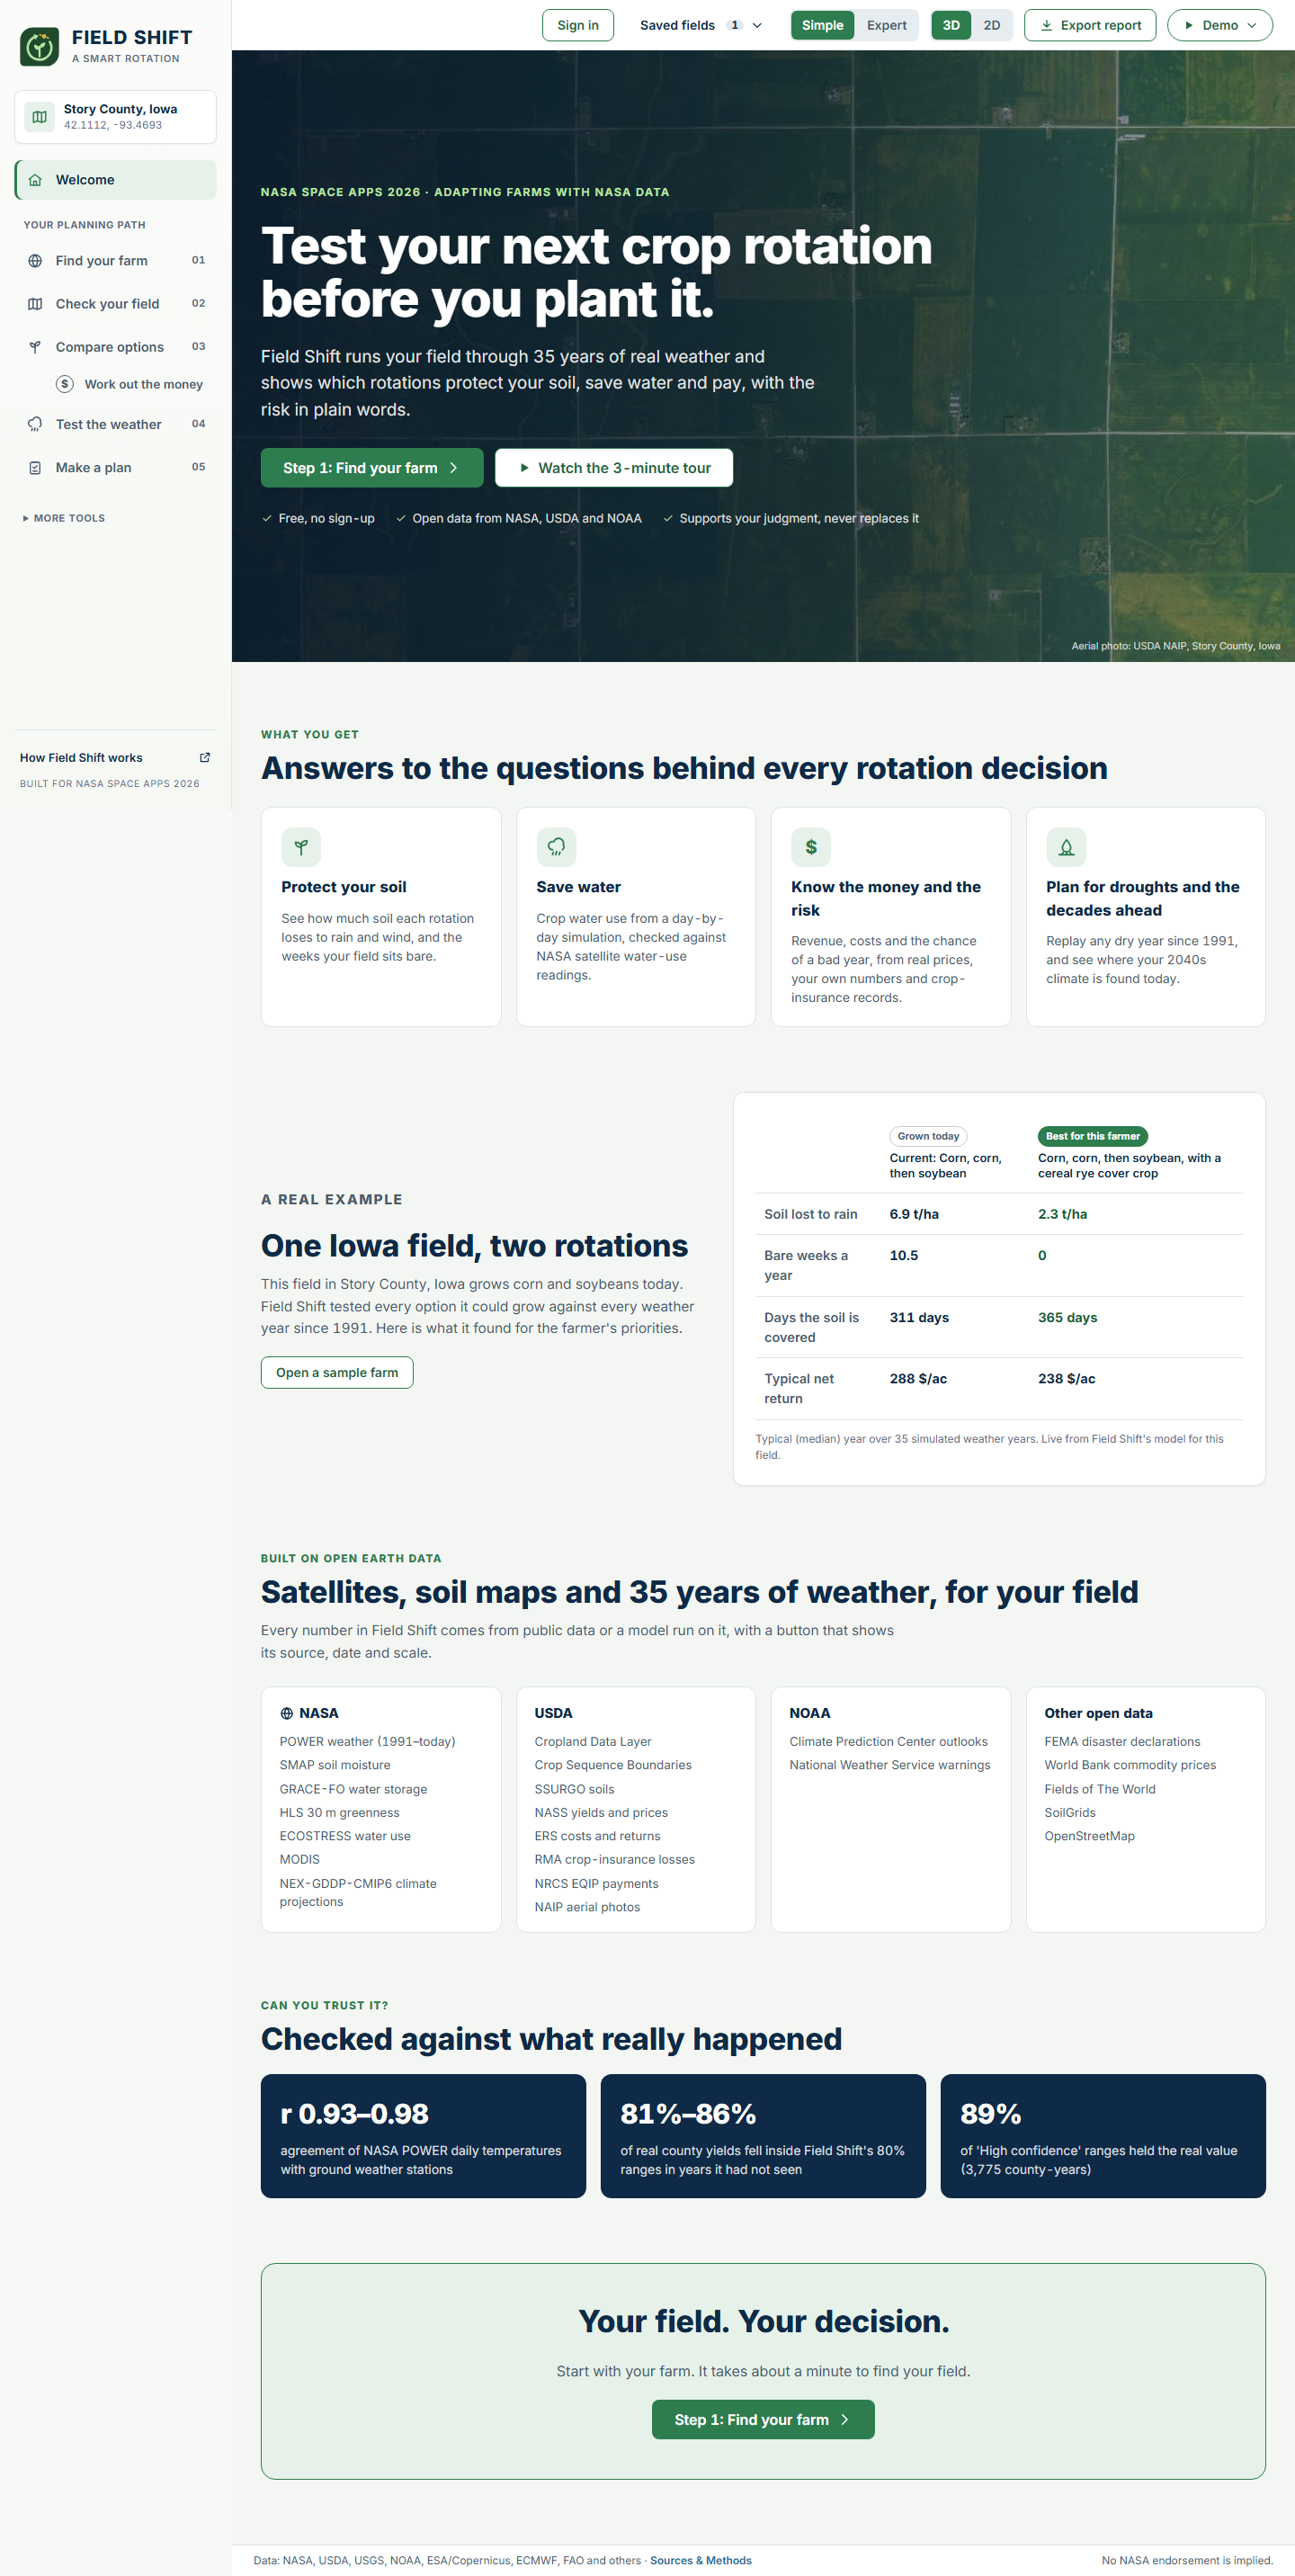 FIELD SHIFT
A SMART ROTATION
Story County, Iowa
42.1112, -93.4693
Welcome
YOUR PLANNING PATH
Find your farm 01
Check your field 02
Compare options 03
$ Work out the money
Test the weather 04
Make a plan 05
MORE TOOLS
How Field Shift works
BUILT FOR NASA SPACE APPS 2026
Sign in
Saved fields 1
Simple Expert
3D 2D
Export report
Demo
NASA SPACE APPS 2026 · ADAPTING FARMS WITH NASA DATA
Test your next crop rotation
before you plant it.
Field Shift runs your field through 35 years of real weather and
shows which rotations protect your soil, save water and pay, with the
risk in plain words.
Step 1: Find your farm
Watch the 3-minute tour
Free, no sign-up
Open data from NASA, USDA and NOAA
Supports your judgment, never replaces it
Aerial photo: USDA NAIP, Story County, Iowa
WHAT YOU GET
Answers to the questions behind every rotation decision
Protect your soil
See how much soil each rotation
loses to rain and wind, and the
weeks your field sits bare.
Save water
Crop water use from a day-by-
day simulation, checked against
NASA satellite water-use
readings.
$
Know the money and the
risk
Revenue, costs and the chance
of a bad year, from real prices,
your own numbers and crop-
insurance records.
Plan for droughts and the
decades ahead
Replay any dry year since 1991,
and see where your 2040s
climate is found today.
A REAL EXAMPLE
One Iowa field, two rotations
This field in Story County, Iowa grows corn and soybeans today.
Field Shift tested every option it could grow against every weather
year since 1991. Here is what it found for the farmer's priorities.
Open a sample farm
Grown today
Current: Corn, corn,
then soybean
Best for this farmer
Corn, corn, then soybean, with a
cereal rye cover crop
Soil lost to rain 6.9 t/ha 2.3 t/ha
Bare weeks a
year
10.5 0
Days the soil is
covered
311 days 365 days
Typical net
return
288 $/ac 238 $/ac
Typical (median) year over 35 simulated weather years. Live from Field Shift's model for this
field.
BUILT ON OPEN EARTH DATA
Satellites, soil maps and 35 years of weather, for your field
Every number in Field Shift comes from public data or a model run on it, with a button that shows
its source, date and scale.
NASA
POWER weather (1991–today)
SMAP soil moisture
GRACE-FO water storage
HLS 30 m greenness
ECOSTRESS water use
MODIS
NEX-GDDP-CMIP6 climate
projections
USDA
Cropland Data Layer
Crop Sequence Boundaries
SSURGO soils
NASS yields and prices
ERS costs and returns
RMA crop-insurance losses
NRCS EQIP payments
NAIP aerial photos
NOAA
Climate Prediction Center outlooks
National Weather Service warnings
Other open data
FEMA disaster declarations
World Bank commodity prices
Fields of The World
SoilGrids
OpenStreetMap
CAN YOU TRUST IT?
Checked against what really happened
r 0.93–0.98
agreement of NASA POWER daily temperatures
with ground weather stations
81%–86%
of real county yields fell inside Field Shift's 80%
ranges in years it had not seen
89%
of 'High confidence' ranges held the real value
(3,775 county-years)
Your field. Your decision.
Start with your farm. It takes about a minute to find your field.
Step 1: Find your farm
Data: NASA, USDA, USGS, NOAA, ESA/Copernicus, ECMWF, FAO and others · Sources & Methods
No NASA endorsement is implied.